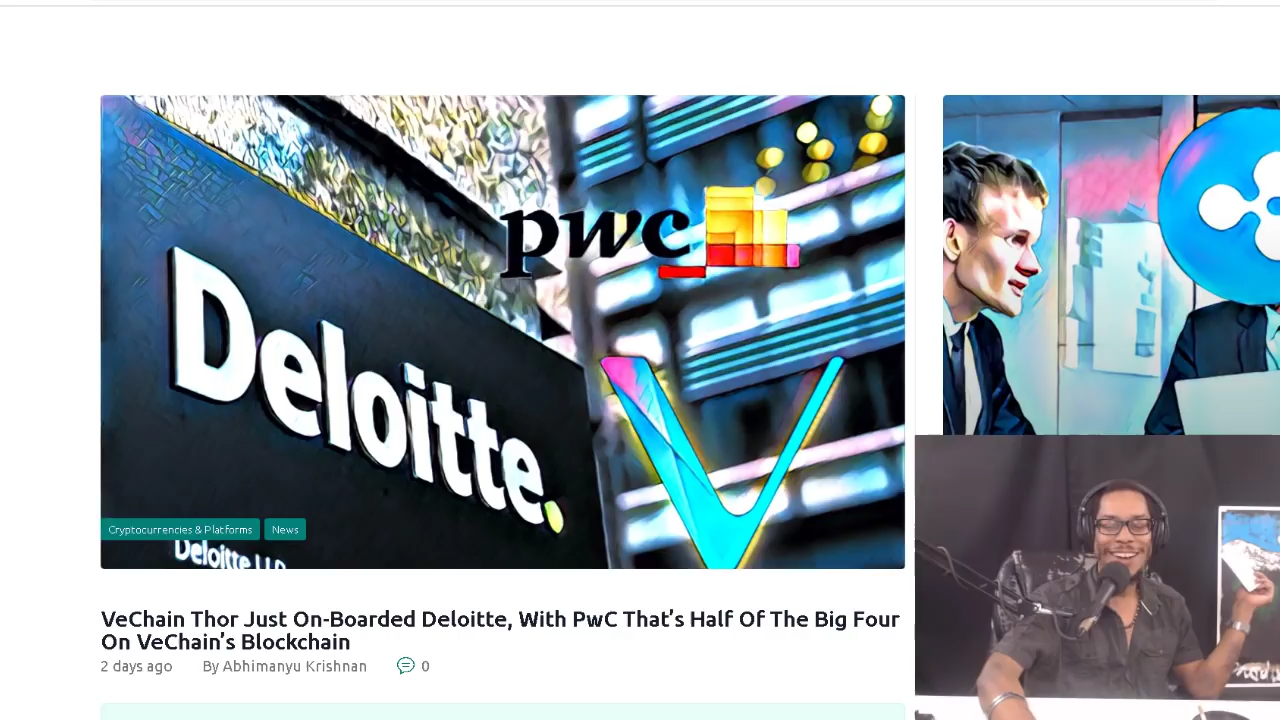 pwc
Deloitte.
Cryptocurrencies & Platforms News
Deloitte
VeChain Thor Just On-Boarded Deloitte, With PwC That's Half Of The Big Four
On VeChain's Blockchain
2 days ago By Abhimanyu Krishnan 0